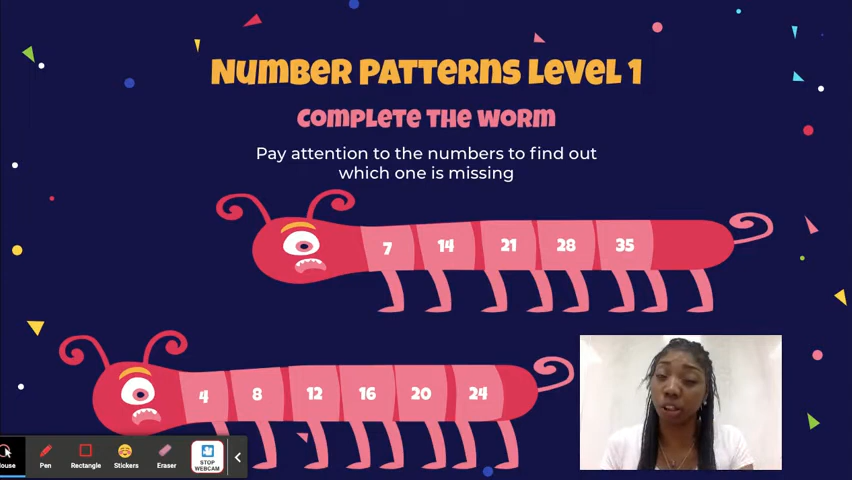 Number Patterns Level 1
Complete the worm
Pay attention to the numbers to find out
which one is missing
7 14 21 28 35
4 8 12 16 20 24
ouse Pen Rectangle Stickers Eraser STOP
WEBCAM